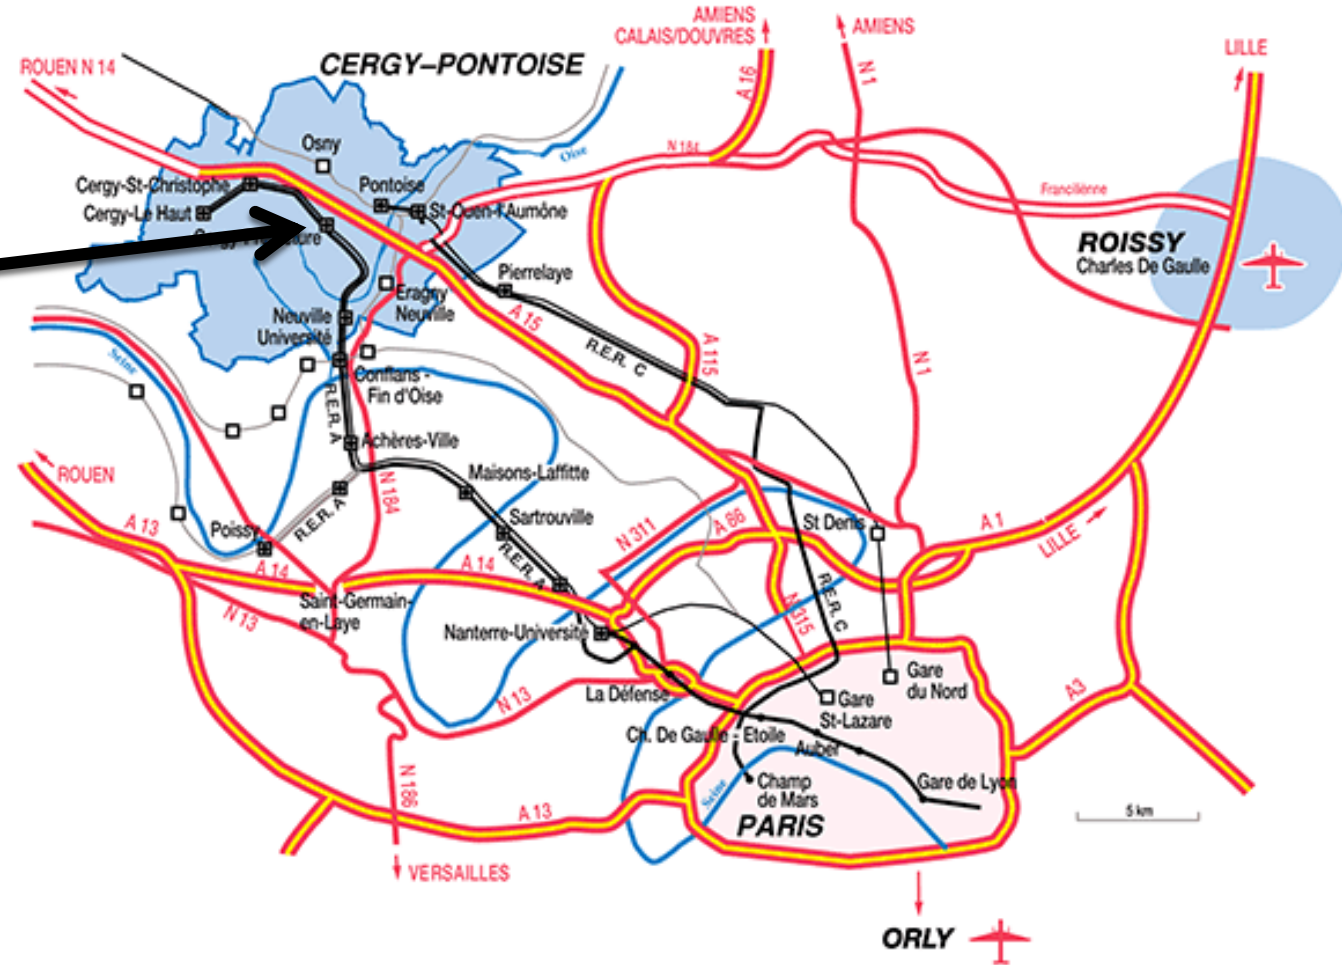 AMIENS
CALAIS/DOUVRES
AMIENS
LILLE
ROUEN N 14
CERGY–PONTOISE
A 16
N 1
Osny
Oise
N 184
Cergy-St-Christophe
Pontoise
Francilienne
Cergy-Le Haut
St-Ouen-l'Aumône
ROISSY
Charles De Gaulle
Pierrelaye
Eragny
Neuville
Neuville
Université
A 15
R.E.R. C
A 115
N 1
Seine
Conflans -
Fin d'Oise
R.E.R. A
Achères-Ville
ROUEN
Maisons-Laffitte
N 184
Sartrouville
A 13
Poissy
R.E.R. A
N 311
A 86
St Denis
A 1
LILLE
R.E.R. A
A 14
A 14
Saint-Germain-
en-Laye
N 13
R.E.R. C
N 315
Nanterre-Université
Gare
du Nord
La Défense
N 13
Gare
St-Lazare
A3
Ch. De Gaulle - Etoile
Auber
N 186
Seine
Champ
de Mars
Gare de Lyon
A 13
PARIS
5 km
VERSAILLES
ORLY